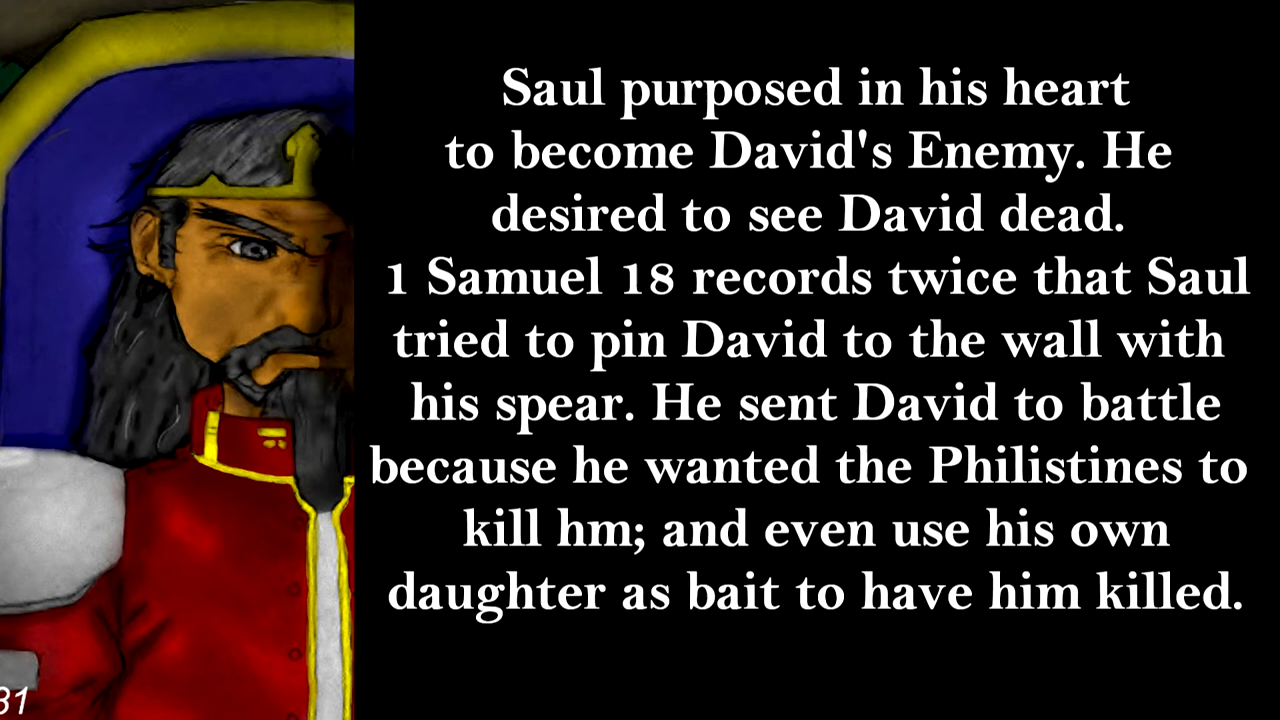 Saul purposed in his heart
to become David's Enemy. He
desired to see David dead.
1 Samuel 18 records twice that Saul
tried to pin David to the wall with
his spear. He sent David to battle
because he wanted the Philistines to
kill hm; and even use his own
daughter as bait to have him killed.
31